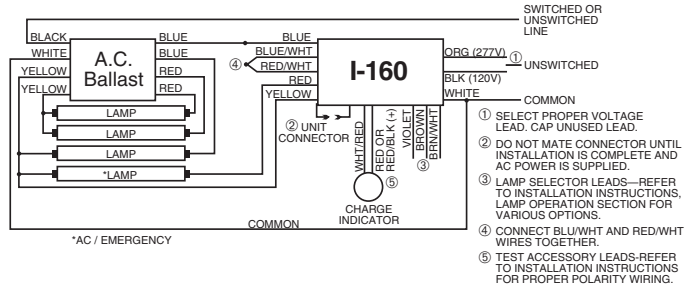 SWITCHED OR
UNSWITCHED
LINE
BLACK
BLUE
BLUE
WHITE
BLUE
BLUE/WHT
ORG (277V)
①
A.C.
Ballast
④
RED/WHT
I-160
UNSWITCHED
YELLOW
RED
RED
BLK (120V)
YELLOW
RED
YELLOW
WHITE
COMMON
LAMP
LAMP
LAMP
*LAMP
② UNIT
CONNECTOR
WHT/RED
RED OR
RED/BLK (+)
VIOLET
BROWN
BRN/WHT
③
⑤
CHARGE
INDICATOR
COMMON
*AC / EMERGENCY
① SELECT PROPER VOLTAGE
LEAD. CAP UNUSED LEAD.
② DO NOT MATE CONNECTOR UNTIL
INSTALLATION IS COMPLETE AND
AC POWER IS SUPPLIED.
③ LAMP SELECTOR LEADS—REFER
TO INSTALLATION INSTRUCTIONS,
LAMP OPERATION SECTION FOR
VARIOUS OPTIONS.
④ CONNECT BLU/WHT AND RED/WHT
WIRES TOGETHER.
⑤ TEST ACCESSORY LEADS-REFER
TO INSTALLATION INSTRUCTIONS
FOR PROPER POLARITY WIRING.